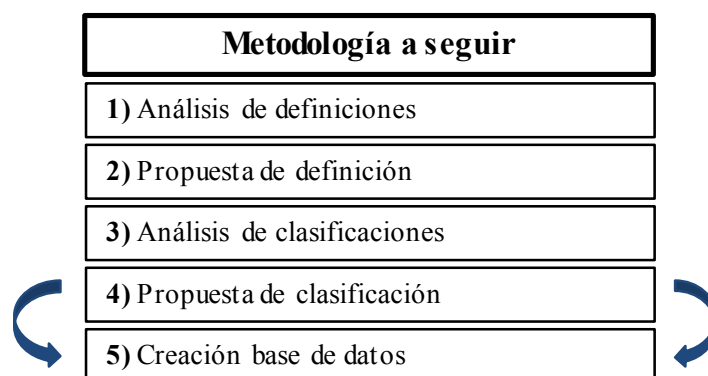 Metodología a seguir
1) Análisis de definiciones
2) Propuesta de definición
3) Análisis de clasificaciones
4) Propuesta de clasificación
5) Creación base de datos